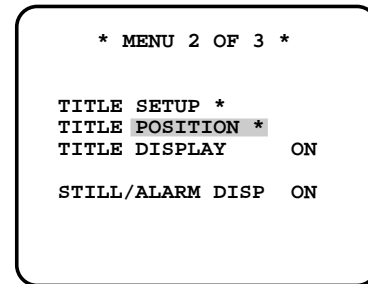 * MENU 2 OF 3 *
TITLE SETUP *
TITLE POSITION *
TITLE DISPLAY ON
STILL/ALARM DISP ON